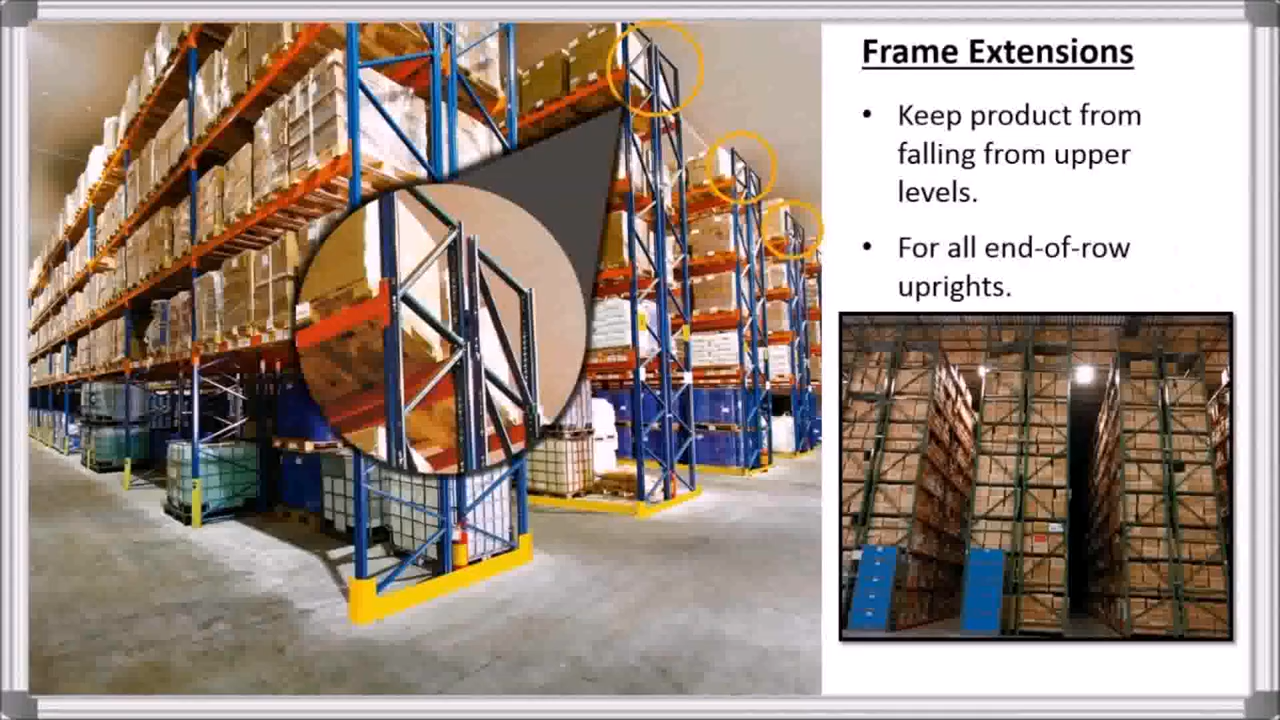 Frame Extensions
• Keep product from
falling from upper
levels.
• For all end-of-row
uprights.